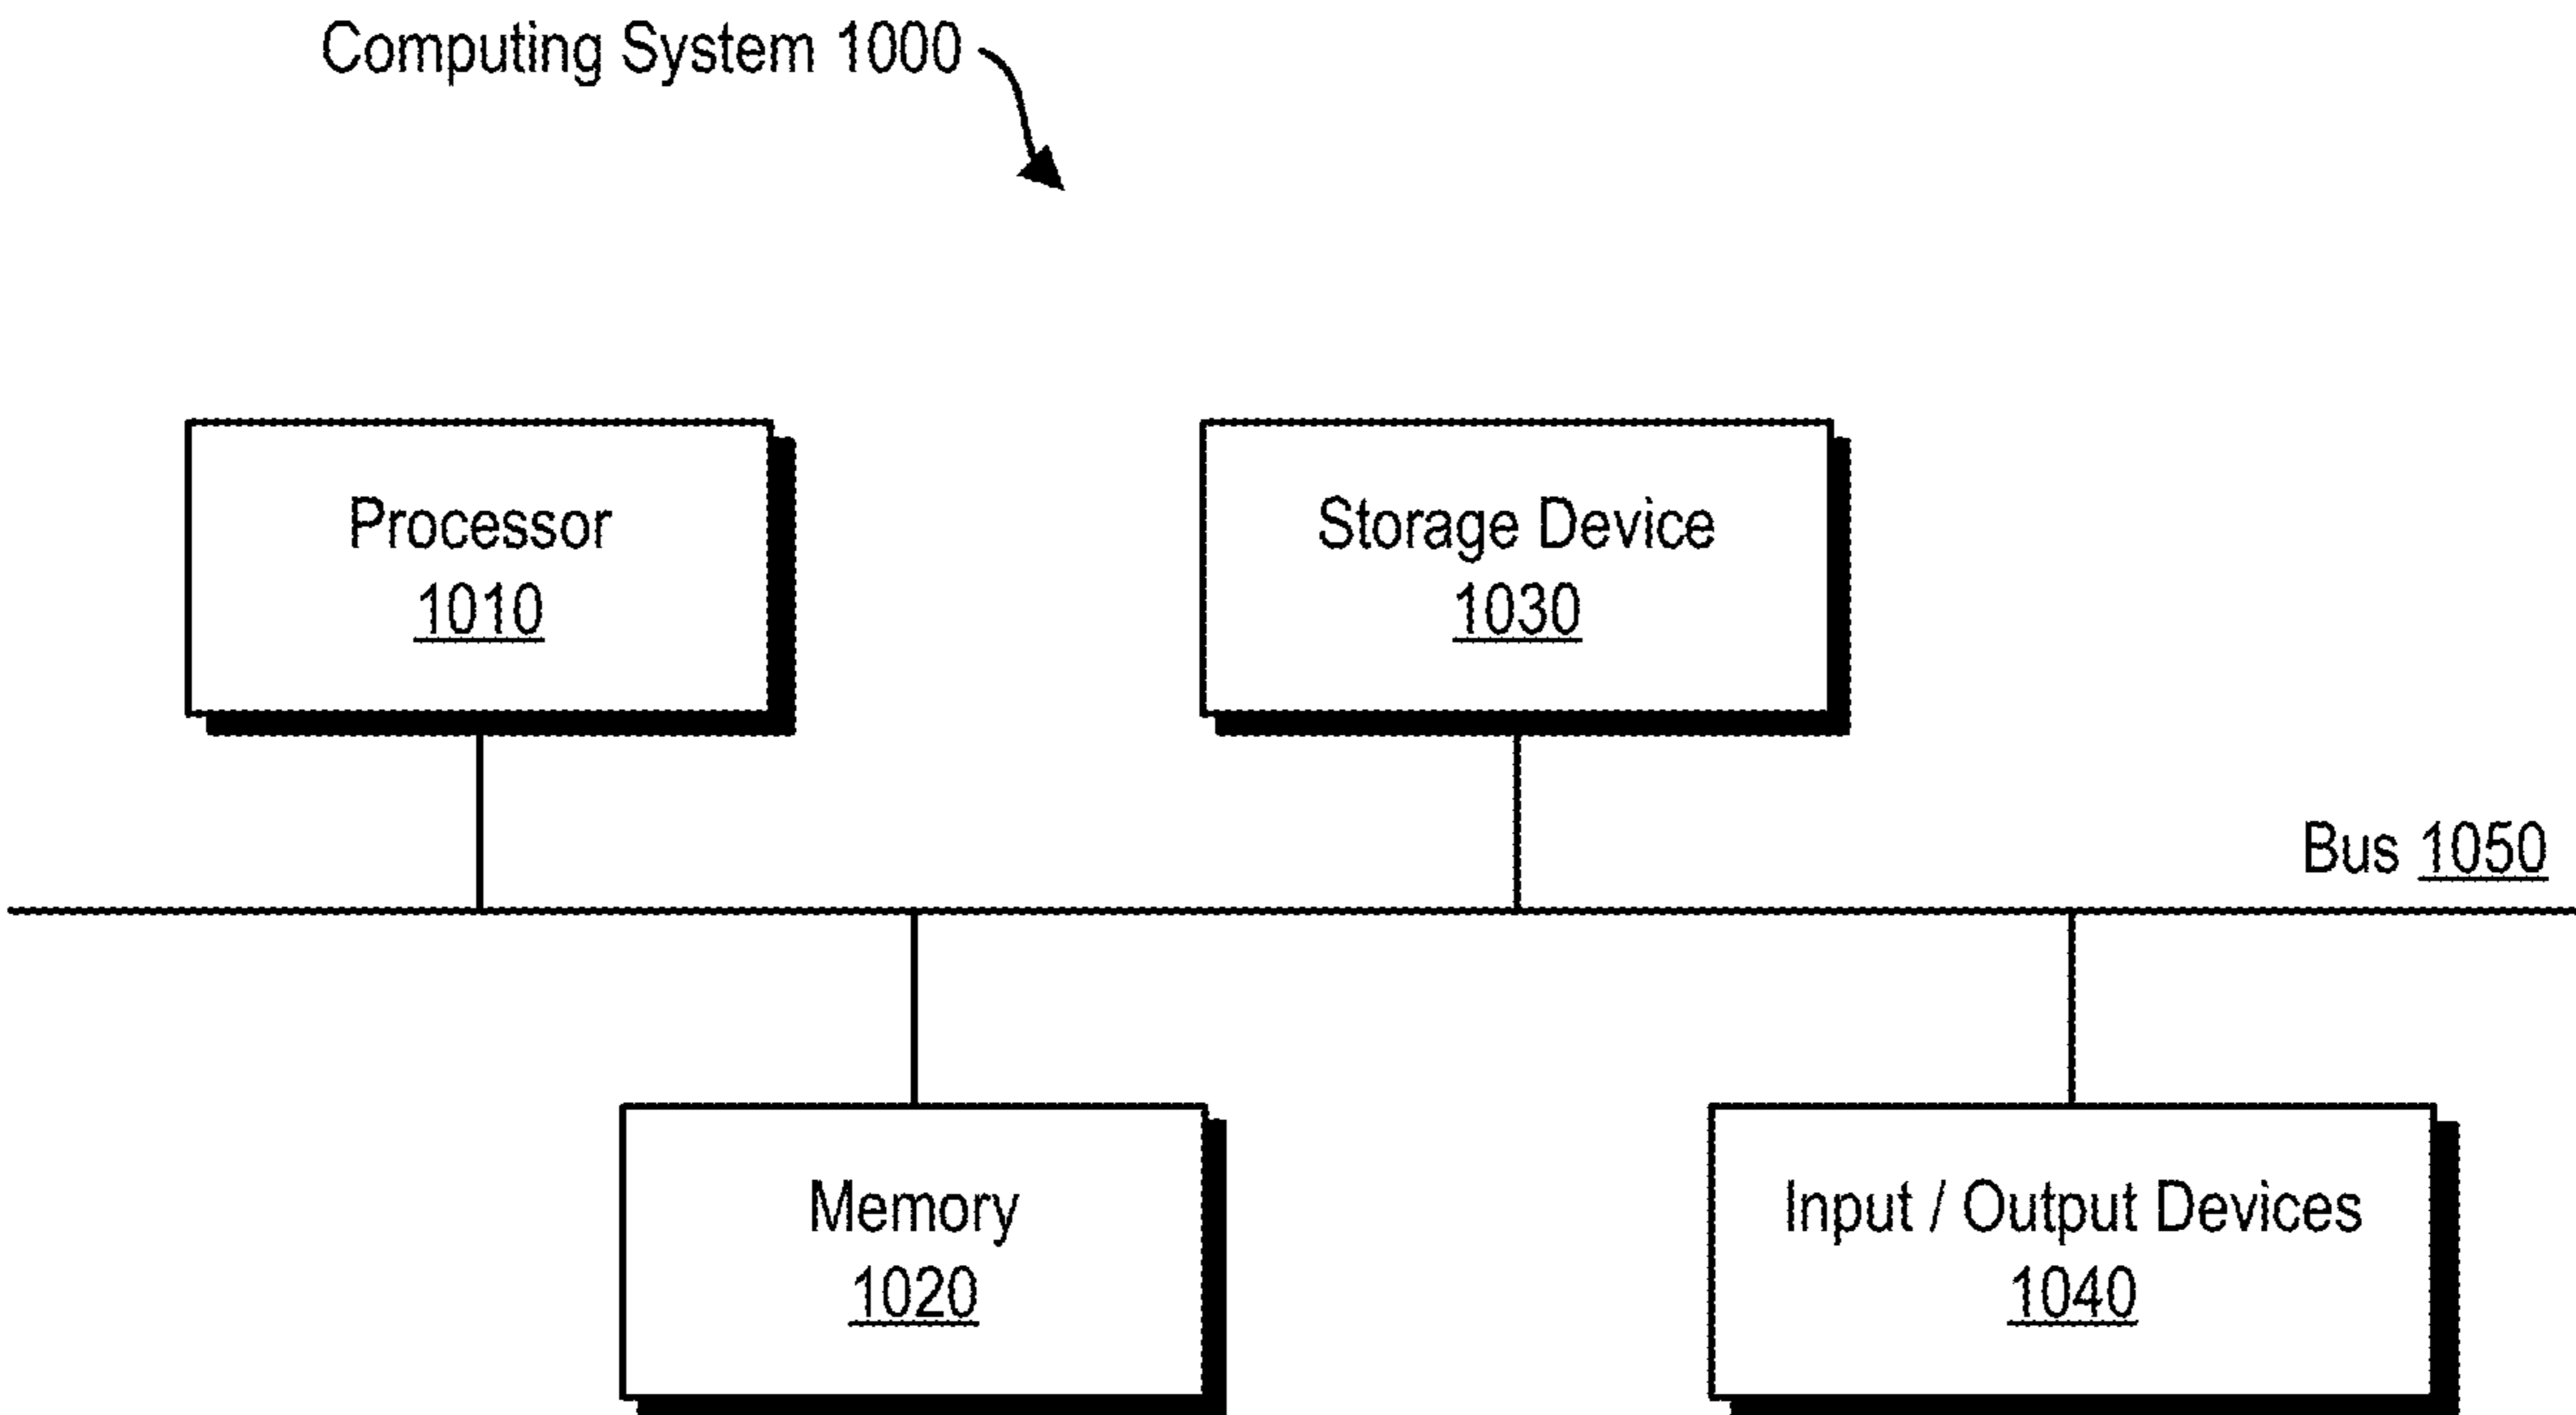 Computing System 1000
Processor
1010
Storage Device
1030
Bus 1050
Memory
1020
Input / Output Devices
1040